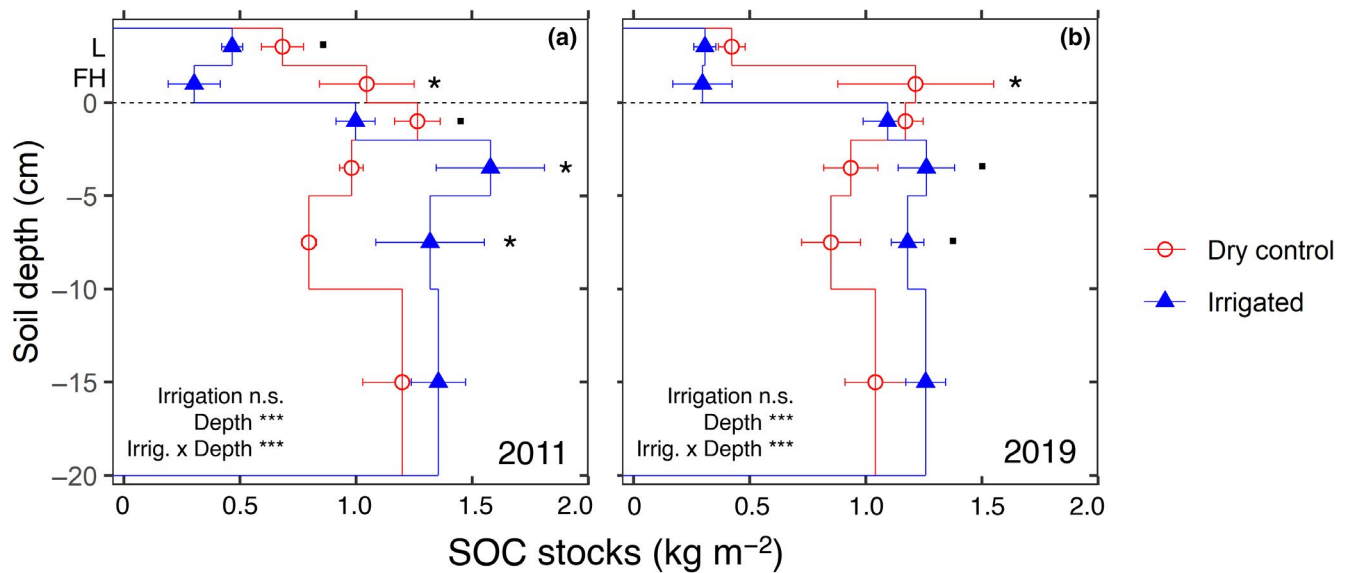 (a)
(b)
L
FH
0
−5
−10
−15
−20
Soil depth (cm)
*
*
*
*
Irrigation n.s.
Depth ***
Irrig. x Depth ***
2011
Irrigation n.s.
Depth ***
Irrig. x Depth ***
2019
0 0.5 1.0 1.5 2.0
0 0.5 1.0 1.5 2.0
SOC stocks (kg m⁻²)
Dry control
Irrigated